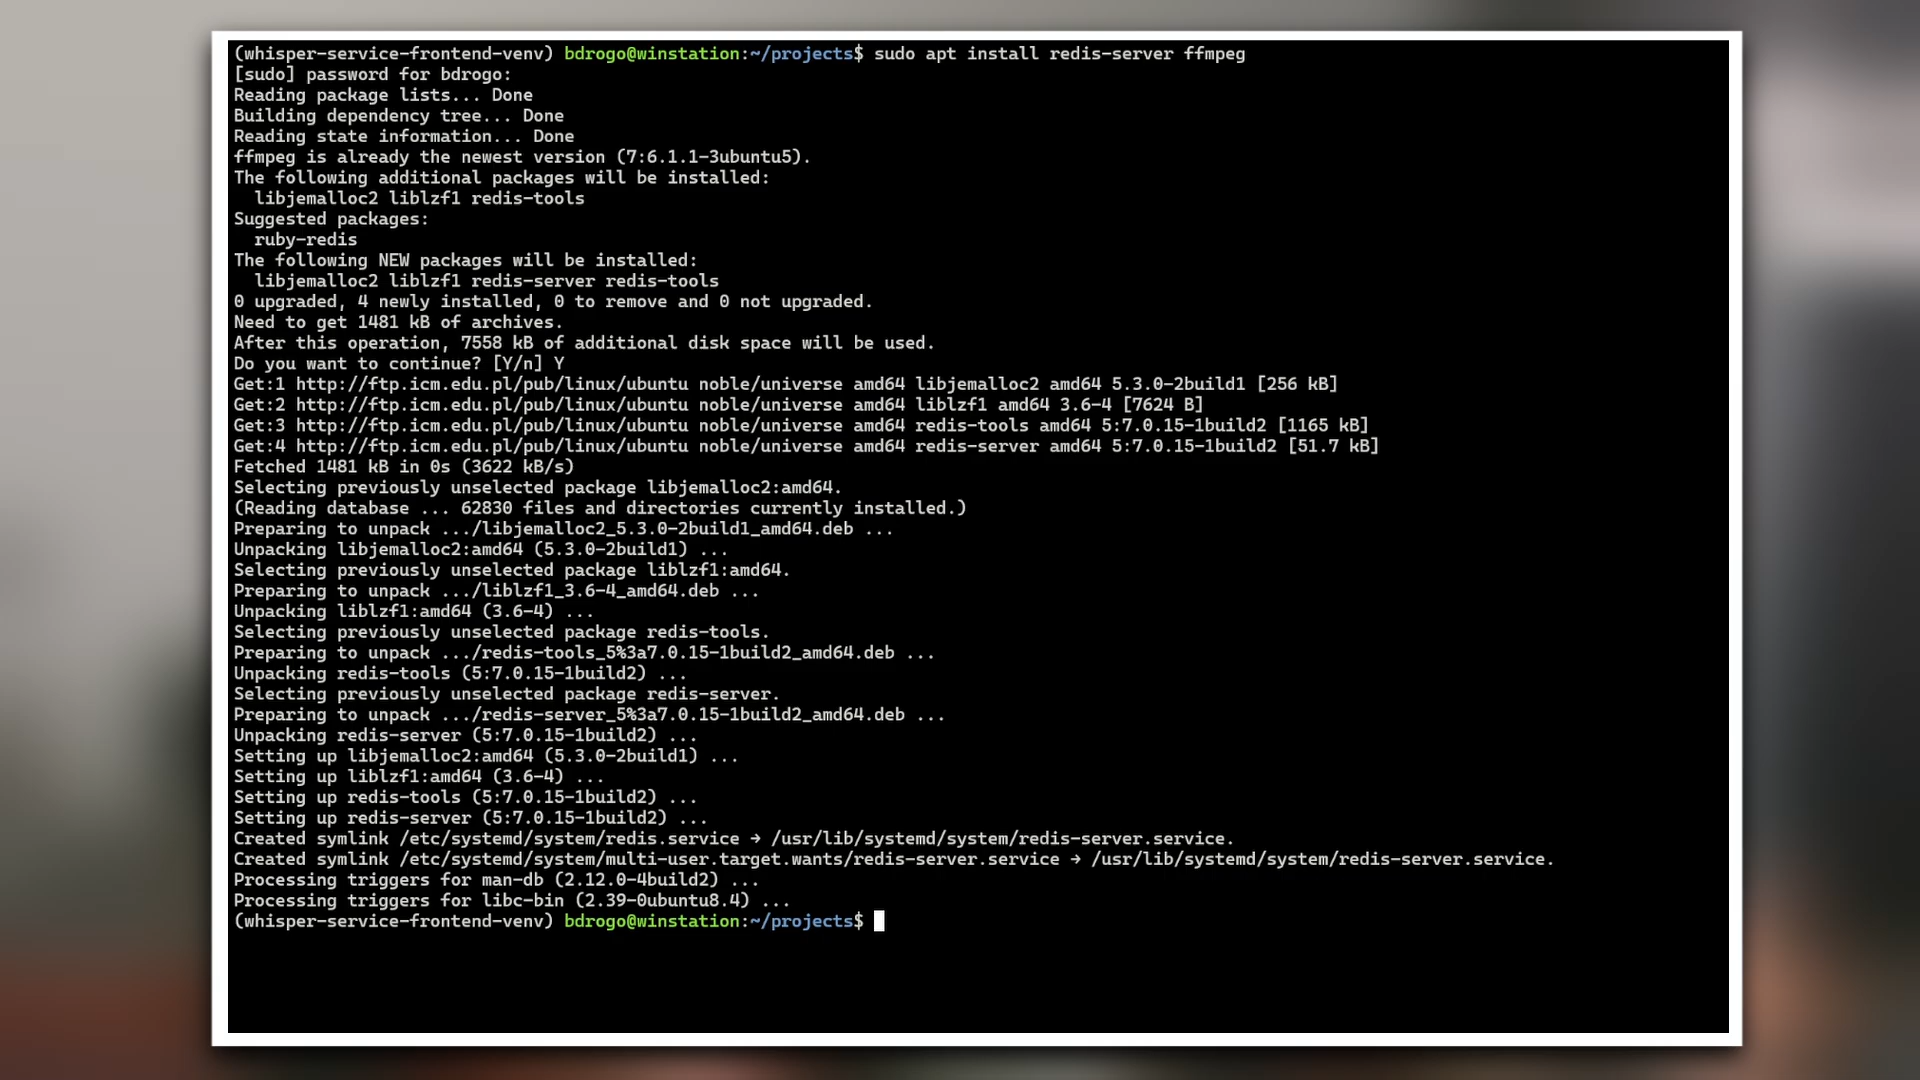 (whisper-service-frontend-venv) bdrogo@winstation:~/projects$ sudo apt install redis-server ffmpeg
[sudo] password for bdrogo:
Reading package lists... Done
Building dependency tree... Done
Reading state information... Done
ffmpeg is already the newest version (7:6.1.1-3ubuntu5).
The following additional packages will be installed:
  libjemalloc2 liblzf1 redis-tools
Suggested packages:
  ruby-redis
The following NEW packages will be installed:
  libjemalloc2 liblzf1 redis-server redis-tools
0 upgraded, 4 newly installed, 0 to remove and 0 not upgraded.
Need to get 1481 kB of archives.
After this operation, 7558 kB of additional disk space will be used.
Do you want to continue? [Y/n] Y
Get:1 http://ftp.icm.edu.pl/pub/linux/ubuntu noble/universe amd64 libjemalloc2 amd64 5.3.0-2build1 [256 kB]
Get:2 http://ftp.icm.edu.pl/pub/linux/ubuntu noble/universe amd64 liblzf1 amd64 3.6-4 [7624 B]
Get:3 http://ftp.icm.edu.pl/pub/linux/ubuntu noble/universe amd64 redis-tools amd64 5:7.0.15-1build2 [1165 kB]
Get:4 http://ftp.icm.edu.pl/pub/linux/ubuntu noble/universe amd64 redis-server amd64 5:7.0.15-1build2 [51.7 kB]
Fetched 1481 kB in 0s (3622 kB/s)
Selecting previously unselected package libjemalloc2:amd64.
(Reading database ... 62830 files and directories currently installed.)
Preparing to unpack .../libjemalloc2_5.3.0-2build1_amd64.deb ...
Unpacking libjemalloc2:amd64 (5.3.0-2build1) ...
Selecting previously unselected package liblzf1:amd64.
Preparing to unpack .../liblzf1_3.6-4_amd64.deb ...
Unpacking liblzf1:amd64 (3.6-4) ...
Selecting previously unselected package redis-tools.
Preparing to unpack .../redis-tools_5%3a7.0.15-1build2_amd64.deb ...
Unpacking redis-tools (5:7.0.15-1build2) ...
Selecting previously unselected package redis-server.
Preparing to unpack .../redis-server_5%3a7.0.15-1build2_amd64.deb ...
Unpacking redis-server (5:7.0.15-1build2) ...
Setting up libjemalloc2:amd64 (5.3.0-2build1) ...
Setting up liblzf1:amd64 (3.6-4) ...
Setting up redis-tools (5:7.0.15-1build2) ...
Setting up redis-server (5:7.0.15-1build2) ...
Created symlink /etc/systemd/system/redis.service → /usr/lib/systemd/system/redis-server.service.
Created symlink /etc/systemd/system/multi-user.target.wants/redis-server.service → /usr/lib/systemd/system/redis-server.service.
Processing triggers for man-db (2.12.0-4build2) ...
Processing triggers for libc-bin (2.39-0ubuntu8.4) ...
(whisper-service-frontend-venv) bdrogo@winstation:~/projects$